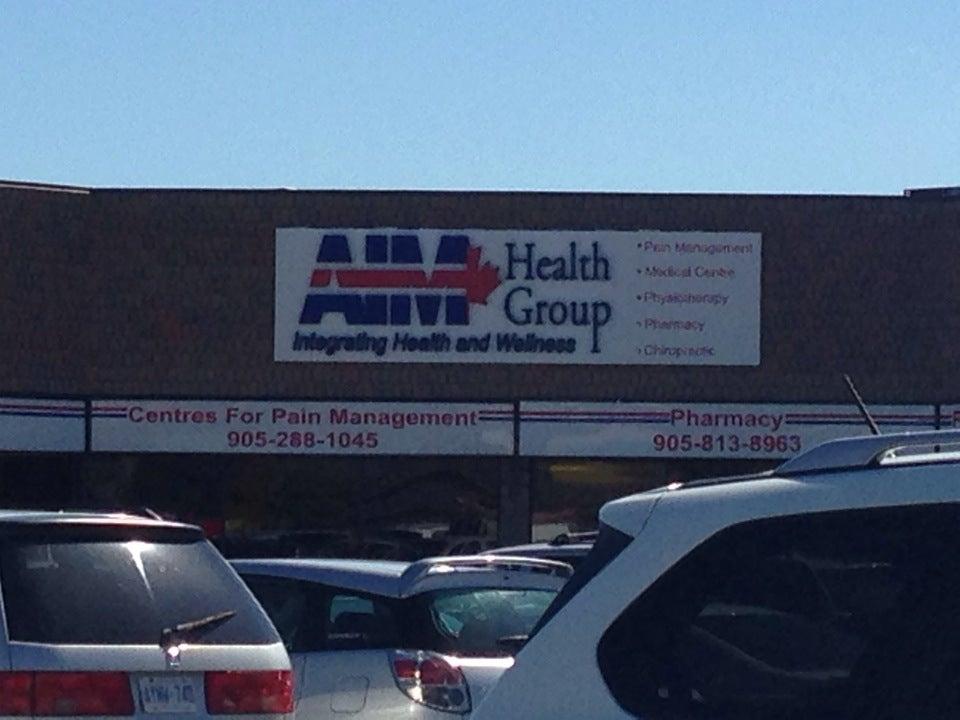 AIM Health Group
Integrating Health and Wellness
• Pain Management
• Medical Centre
• Physiotherapy
• Pharmacy
• Chiropractic
Centres For Pain Management
905-288-1045
Pharmacy
905-813-8963